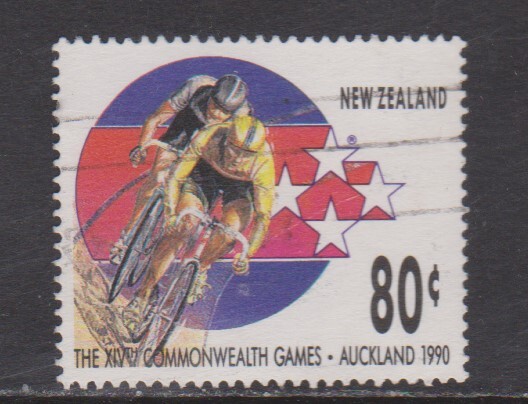 NEW ZEALAND
®
80¢
THE XIVTH COMMONWEALTH GAMES • AUCKLAND 1990